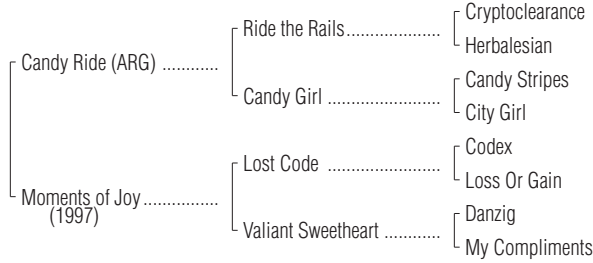 Cryptoclearance
Ride the Rails.....................
Herbalesian
Candy Ride (ARG) ............
Candy Stripes
Candy Girl .........................
City Girl
Codex
Lost Code .........................
Loss Or Gain
Moments of Joy................
(1997)
Danzig
Valiant Sweetheart ............
My Compliments